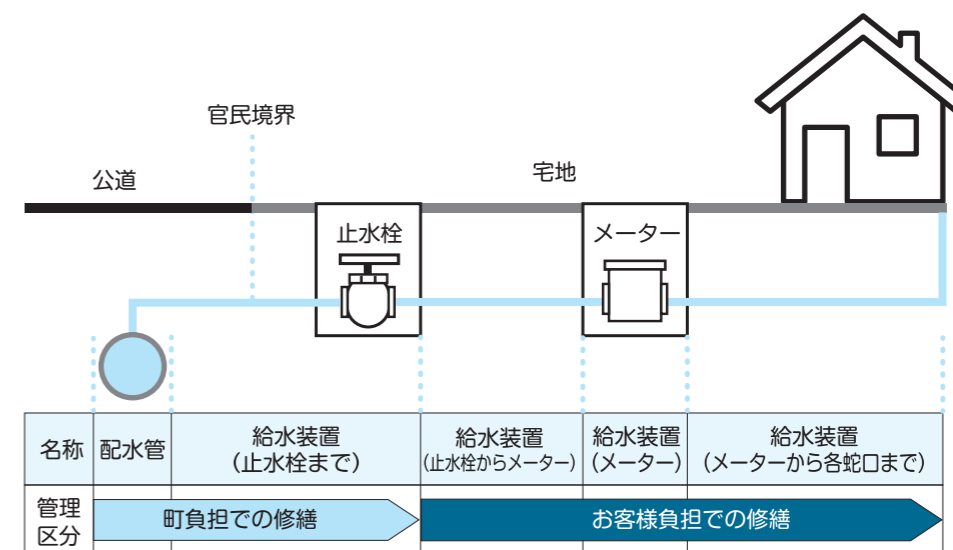 官民境界
公道
宅地
止水栓
メーター
名称
配水管
給水装置
(止水栓まで)
給水装置
(止水栓からメーター)
給水装置
(メーター)
給水装置
(メーターから各蛇口まで)
管理
区分
町負担での修繕
お客様負担での修繕